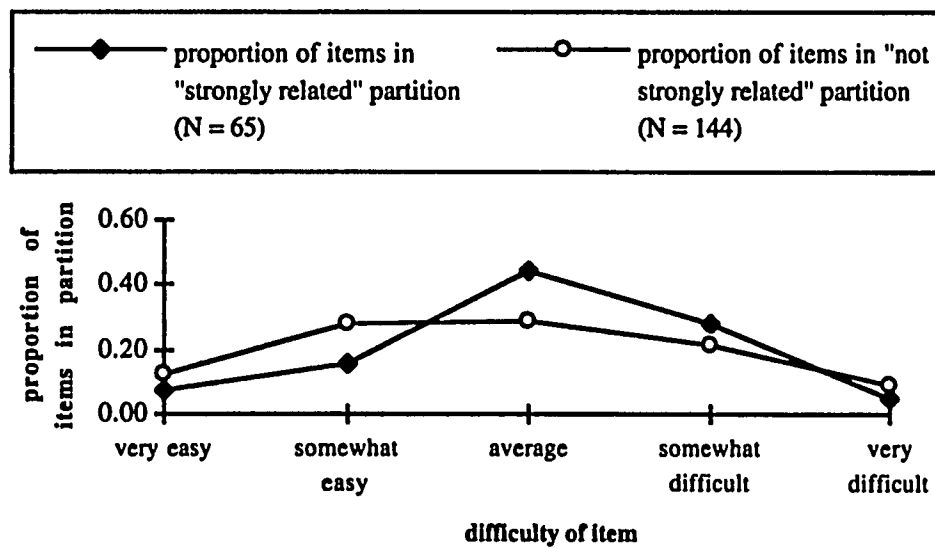 proportion of items in
"strongly related" partition
(N = 65)
proportion of items in "not
strongly related" partition
(N = 144)
proportion of
items in partition
0.60
0.40
0.20
0.00
very easy
somewhat
easy
average
somewhat
difficult
very
difficult
difficulty of item